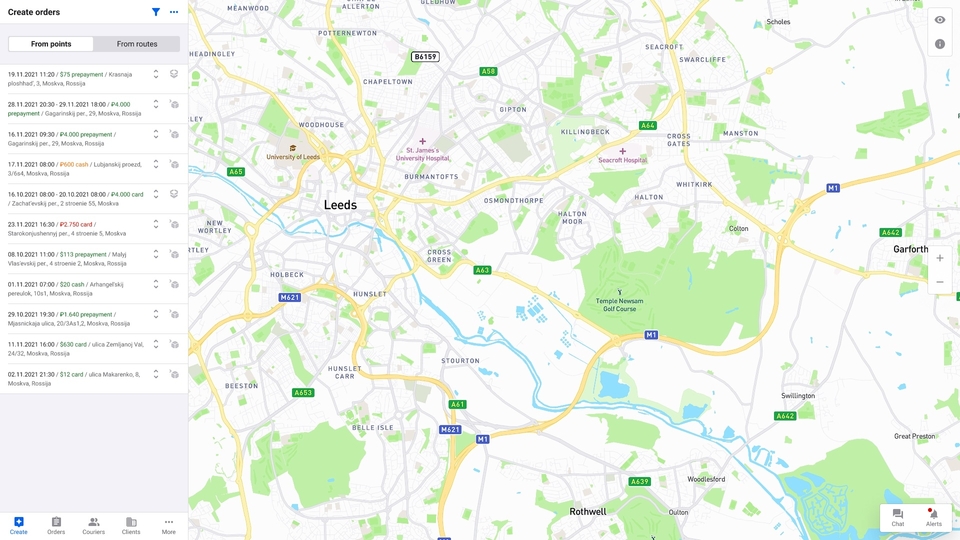 Create orders
From points
From routes
19.11.2021 11:20 / $75 prepayment / Krasnaja
ploshhad', 3, Moskva, Rossija
28.11.2021 20:30 - 29.11.2021 18:00 / ₽4.000
prepayment / Gagarinskij per., 29, Moskva, Rossija
16.11.2021 09:30 / ₽4.000 prepayment /
Gagarinskij per., 29, Moskva, Rossija
17.11.2021 08:00 / ₽600 cash / Lubjanskij proezd,
3/6s4, Moskva, Rossija
16.10.2021 08:00 - 20.10.2021 08:00 / ₽4.000 card
/ Zachat'evskij per., 2 stroenie 55, Moskva
23.11.2021 16:30 / ₽2.750 card /
Starokonjushennyj per., 4 stroenie 5, Moskva
08.10.2021 11:00 / $113 prepayment / Malyj
Vlas'evskij per., 4 stroenie 2, Moskva, Rossija
01.11.2021 07:00 / $20 cash / Arhangel'skij
pereulok, 10s1, Moskva, Rossija
29.10.2021 19:30 / ₽1.640 prepayment /
Mjasnickaja ulica, 20/3As1,2, Moskva, Rossija
11.11.2021 16:00 / $630 card / ulica Zemljanoj Val,
24/32, Moskva, Rossija
02.11.2021 21:30 / $12 card / ulica Makarenko, 8,
Moskva, Rossija
Create
Orders
Couriers
Clients
More
MEANWOOD
ALLERTON
GLEDHOW
Scholes
POTTERNEWTON
HEADINGLEY
B6159
SEACROFT
SWARCLIFFE
A58
CHAPELTOWN
GIPTON
WOODHOUSE
KILLINGBECK
A64
CROSS
GATES
MANSTON
University of Leeds
St. James's
University Hospital,
Seacroft Hospital,
A65
BURMANTOFTS
WHITKIRK
M1
HALTON
OSMONDTHORPE
Leeds
HALTON
MOOR
NEW
WORTLEY
Colton
A642
Garforth
CROSS
GREEN
A63
HOLBECK
M621
HUNSLET
Temple Newsam
Golf Course
M1
STOURTON
HUNSLET
CARR
BEESTON
A653
A61
Swillington
A642
BELLE ISLE
M621
M1
Great Preston
A639
Woodlesford
Rothwell
Oulton
Chat
Alerts